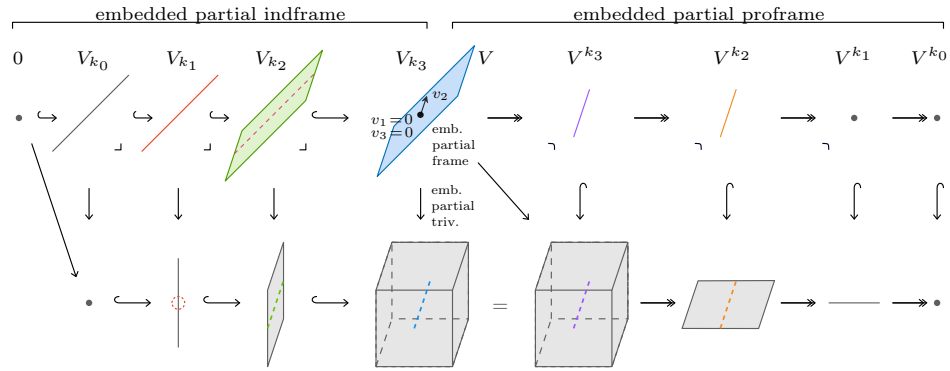 embedded partial indframe embedded partial proframe
0 V_{k_0} V_{k_1} V_{k_2} V_{k_3} V V^{k_3} V^{k_2} V^{k_1} V^{k_0}
v_2
v_1=0
v_3=0
emb.
partial
frame
emb.
partial
triv.
=